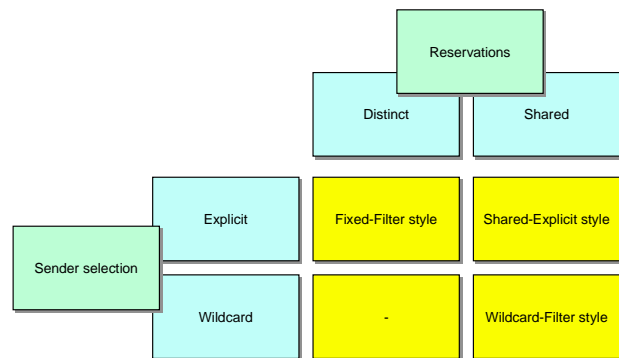 Reservations
Distinct
Shared
Explicit
Fixed-Filter style
Shared-Explicit style
Sender selection
Wildcard
-
Wildcard-Filter style